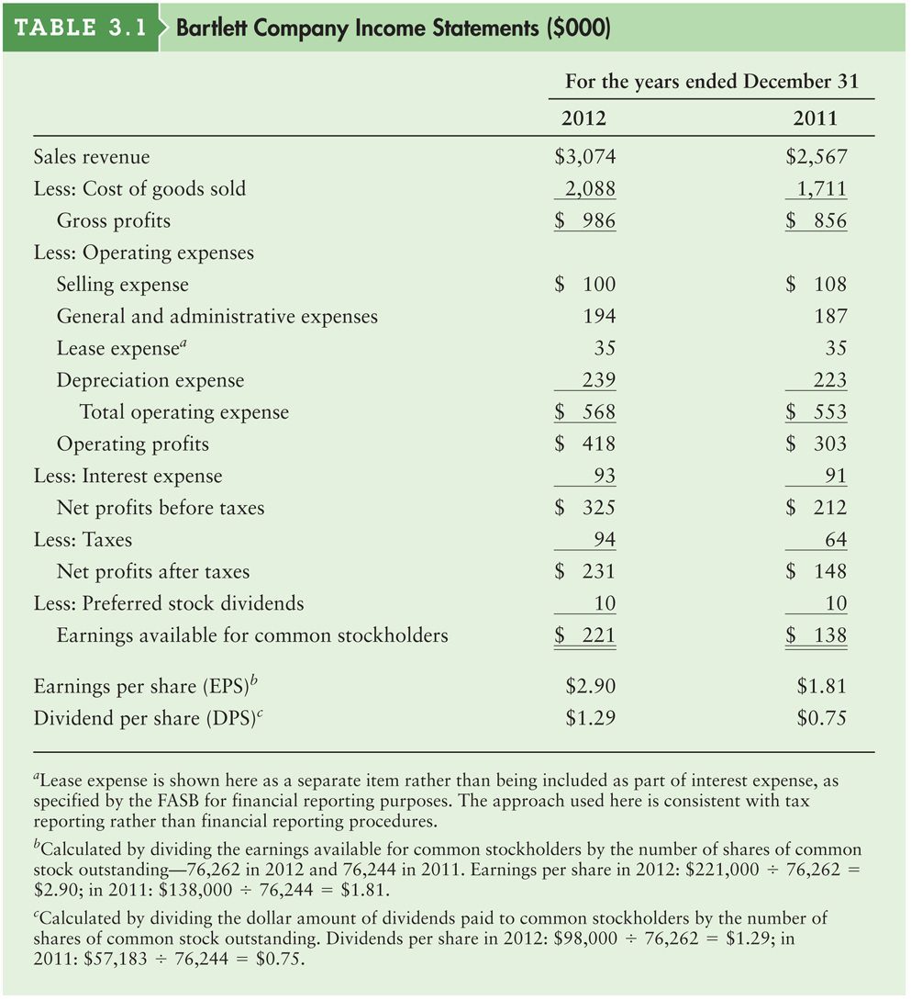 TABLE 3.1 Bartlett Company Income Statements ($000)
For the years ended December 31
2012 2011
Sales revenue $3,074 $2,567
Less: Cost of goods sold 2,088 1,711
Gross profits $ 986 $ 856
Less: Operating expenses
Selling expense $ 100 $ 108
General and administrative expenses 194 187
Lease expenseᵃ 35 35
Depreciation expense 239 223
Total operating expense $ 568 $ 553
Operating profits $ 418 $ 303
Less: Interest expense 93 91
Net profits before taxes $ 325 $ 212
Less: Taxes 94 64
Net profits after taxes $ 231 $ 148
Less: Preferred stock dividends 10 10
Earnings available for common stockholders $ 221 $ 138
Earnings per share (EPS)ᵇ $2.90 $1.81
Dividend per share (DPS)ᶜ $1.29 $0.75
ᵃLease expense is shown here as a separate item rather than being included as part of interest expense, as
specified by the FASB for financial reporting purposes. The approach used here is consistent with tax
reporting rather than financial reporting procedures.
ᵇCalculated by dividing the earnings available for common stockholders by the number of shares of common
stock outstanding—76,262 in 2012 and 76,244 in 2011. Earnings per share in 2012: $221,000 ÷ 76,262 =
$2.90; in 2011: $138,000 ÷ 76,244 = $1.81.
ᶜCalculated by dividing the dollar amount of dividends paid to common stockholders by the number of
shares of common stock outstanding. Dividends per share in 2012: $98,000 ÷ 76,262 = $1.29; in
2011: $57,183 ÷ 76,244 = $0.75.